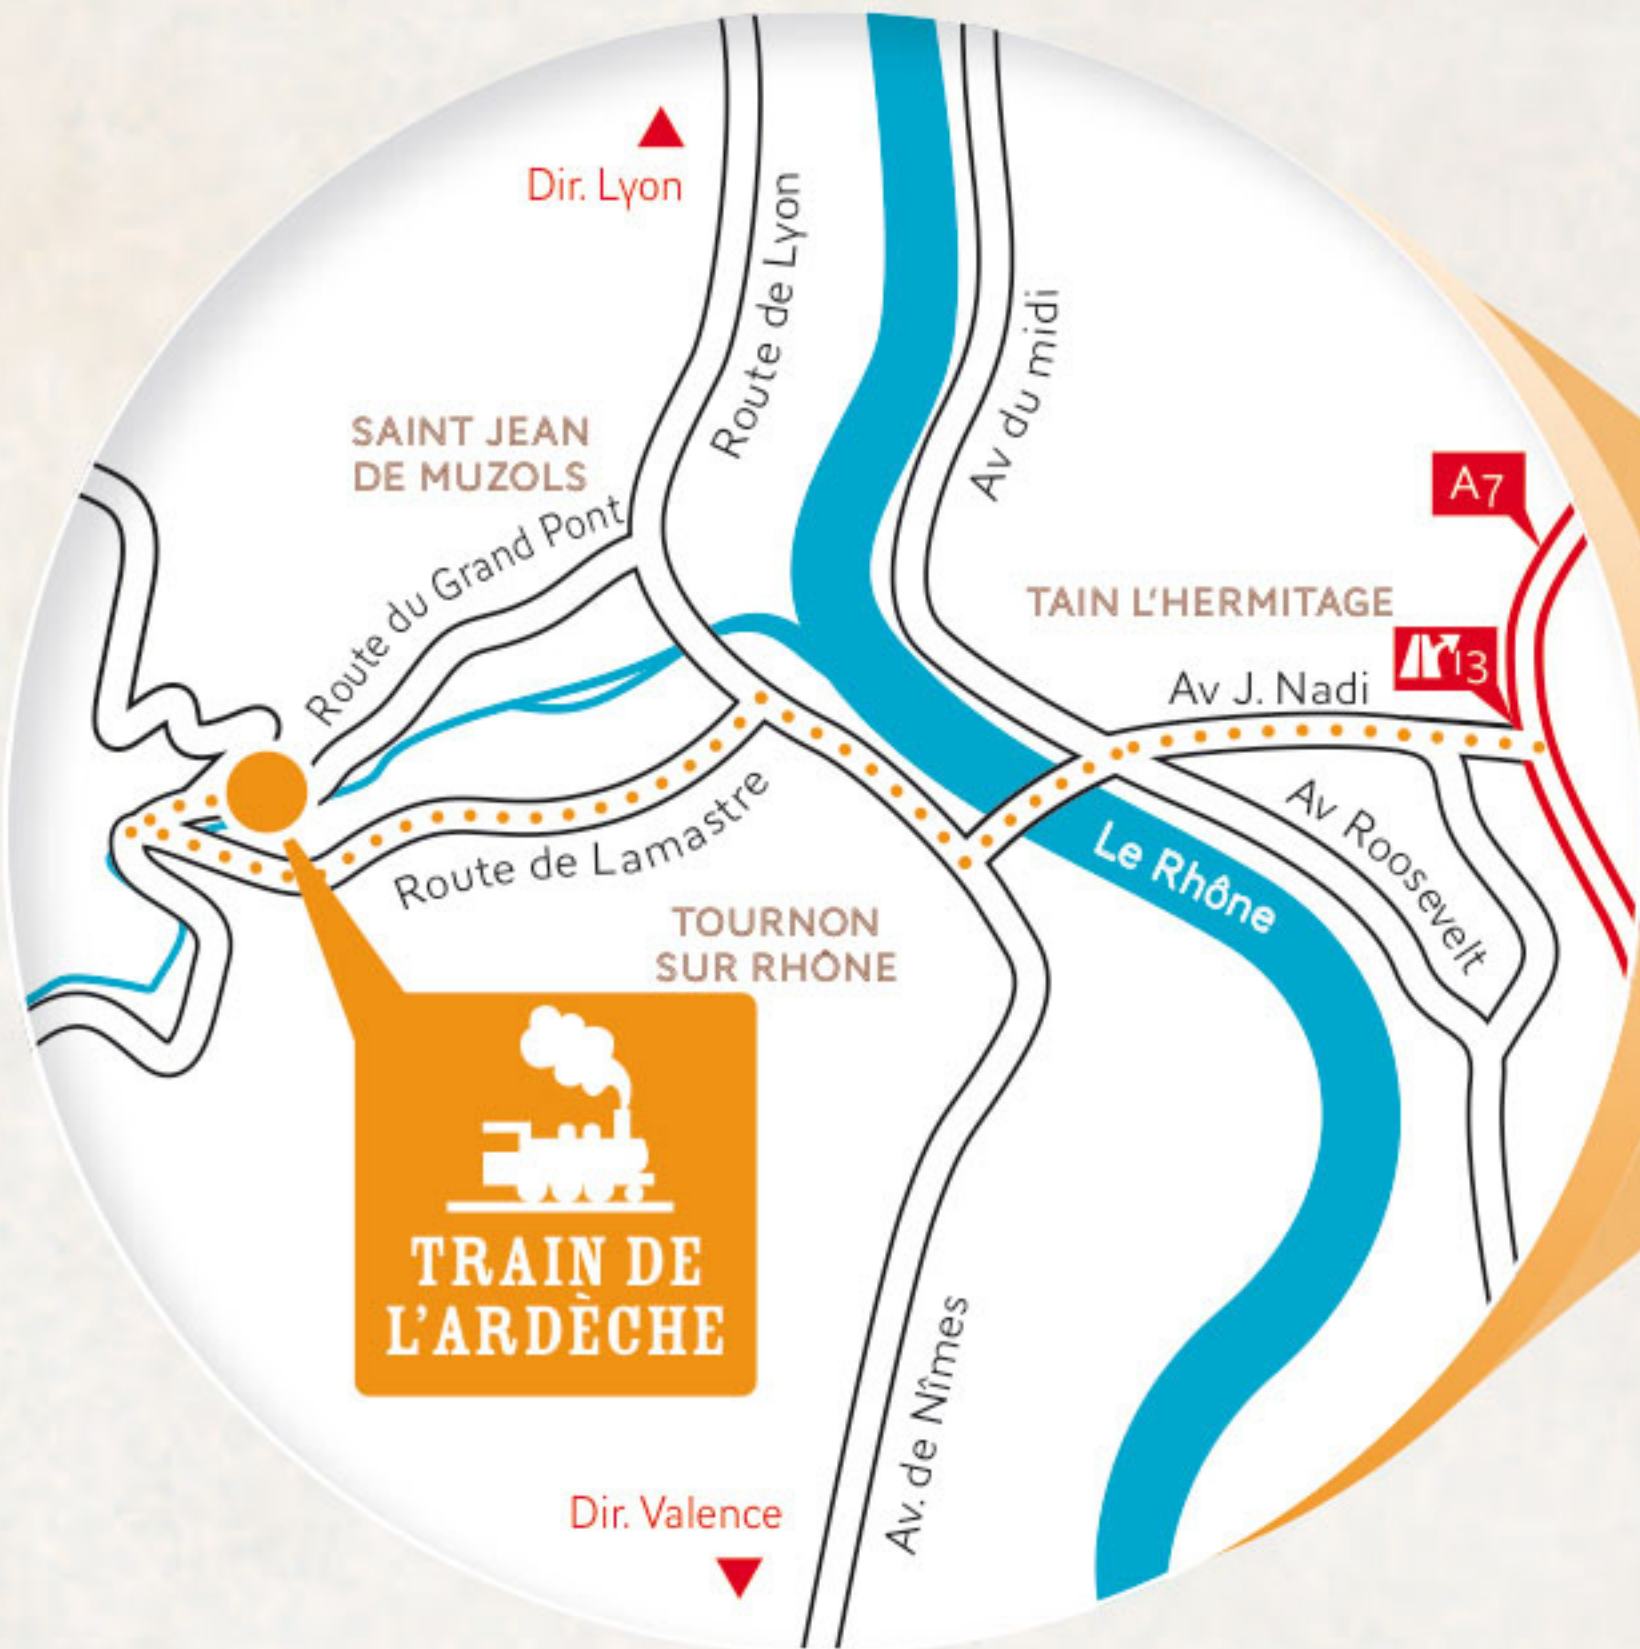 Dir. Lyon
Route de Lyon
Av du midi
SAINT JEAN
DE MUZOLS
A7
Route du Grand Pont
TAIN L'HERMITAGE
13
Av J. Nadi
Av Roosevelt
Route de Lamastre
Le Rhône
TOURNON
SUR RHÔNE
TRAIN DE
L'ARDÈCHE
Av. de Nîmes
Dir. Valence